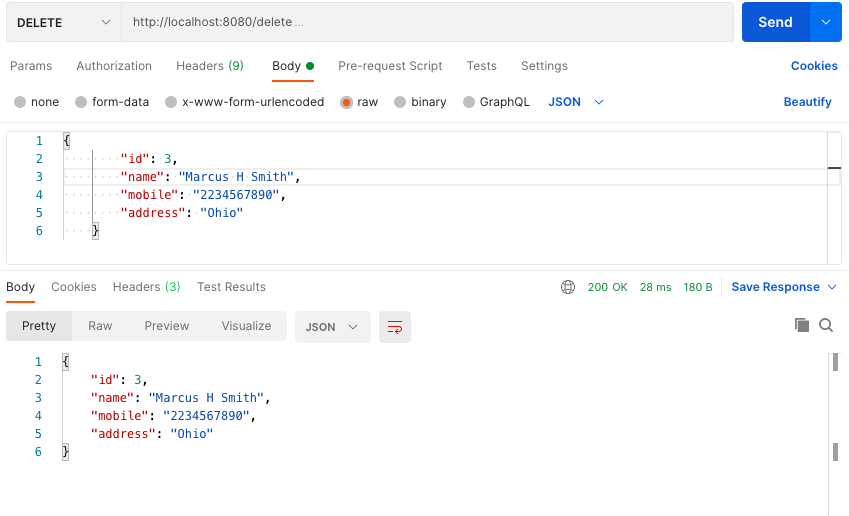 DELETE http://localhost:8080/delete ... Send
Params Authorization Headers (9) Body Pre-request Script Tests Settings Cookies
none form-data x-www-form-urlencoded raw binary GraphQL JSON Beautify
1 {
2 "id": 3,
3 "name": "Marcus H Smith",
4 "mobile": "2234567890",
5 "address": "Ohio"
6 }
Body Cookies Headers (3) Test Results 200 OK 28 ms 180 B Save Response
Pretty Raw Preview Visualize JSON
1 {
2 "id": 3,
3 "name": "Marcus H Smith",
4 "mobile": "2234567890",
5 "address": "Ohio"
6 }